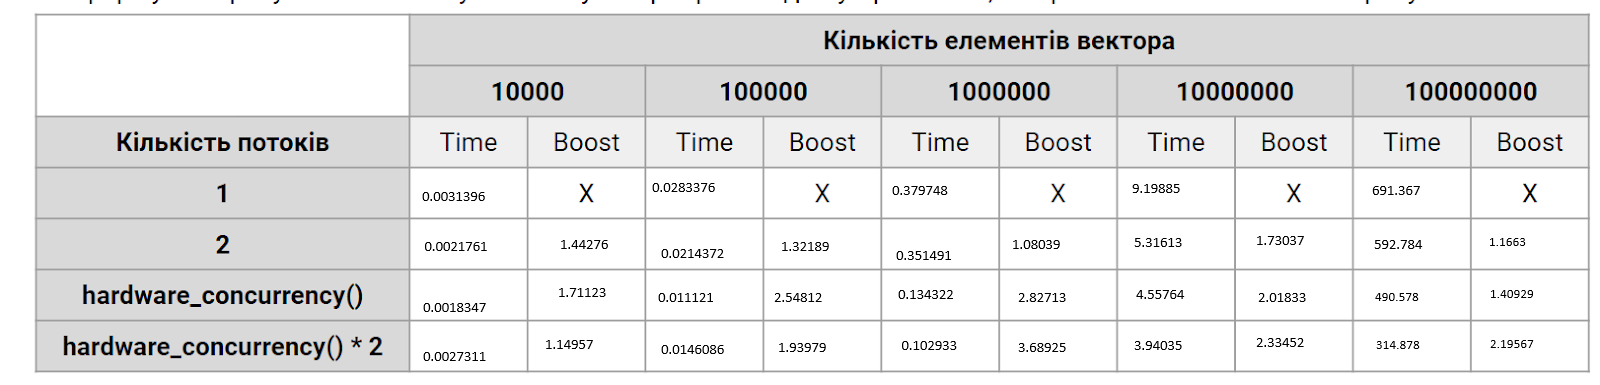 Кількість елементів вектора
10000 100000 1000000 10000000 100000000
Кількість потоків Time Boost Time Boost Time Boost Time Boost Time Boost
1 0.0031396 X 0.0283376 X 0.379748 X 9.19885 X 691.367 X
2 0.0021761 1.44276 0.0214372 1.32189 0.351491 1.08039 5.31613 1.73037 592.784 1.1663
hardware_concurrency() 0.0018347 1.71123 0.011121 2.54812 0.134322 2.82713 4.55764 2.01833 490.578 1.40929
hardware_concurrency() * 2 0.0027311 1.14957 0.0146086 1.93979 0.102933 3.68925 3.94035 2.33452 314.878 2.19567